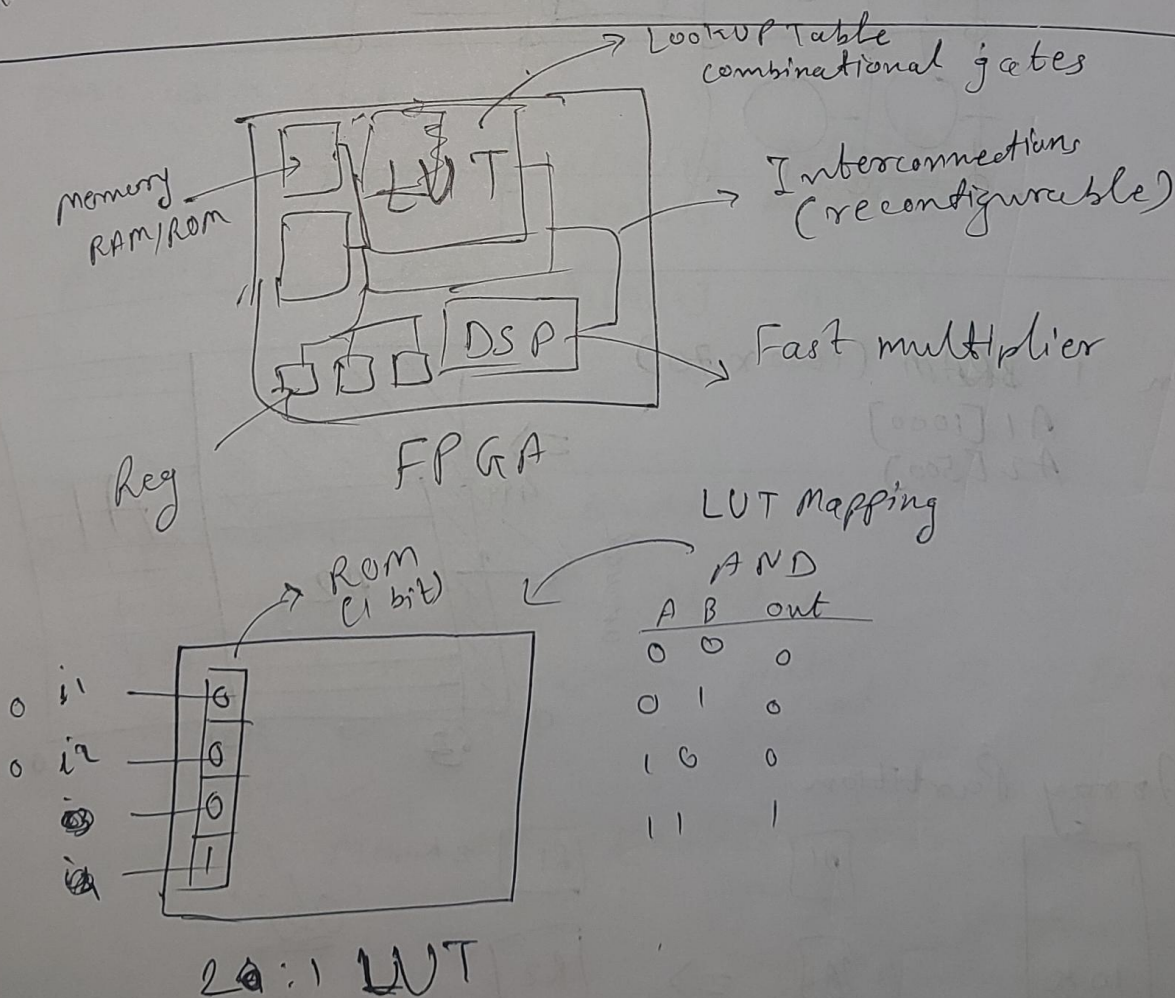 LookUP Table
combinational gates
Interconnections
(reconfigurable)
memory
RAM/ROM
LUT
DSP
Fast multiplier
Reg
FPGA
LUT Mapping
AND
A B out
0 0 0
0 1 0
1 0 0
1 1 1
ROM
(1 bit)
0 i1 0
0 i2 0
0
1
2:1 LUT